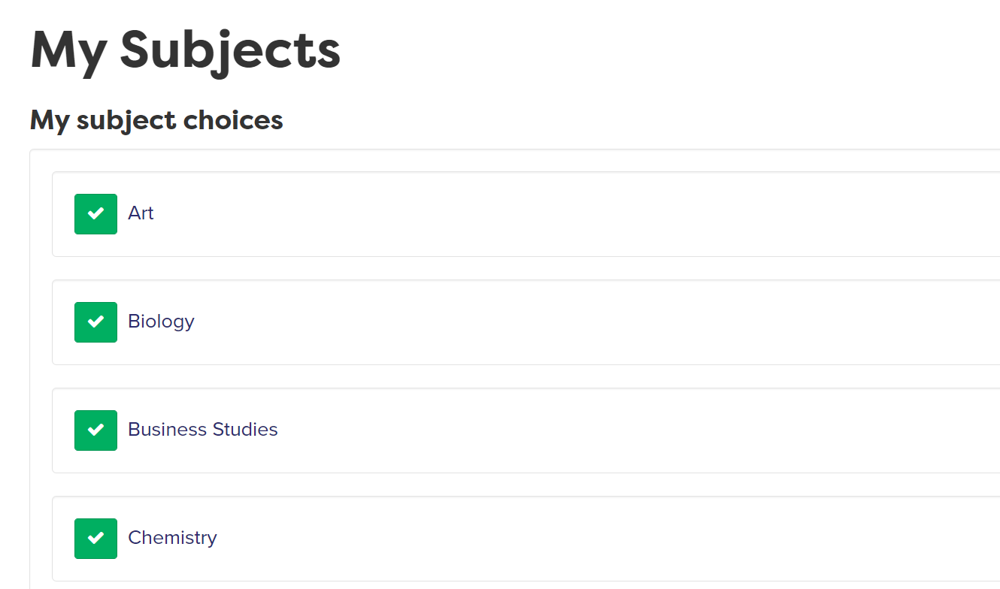 My Subjects
My subject choices
Art
Biology
Business Studies
Chemistry